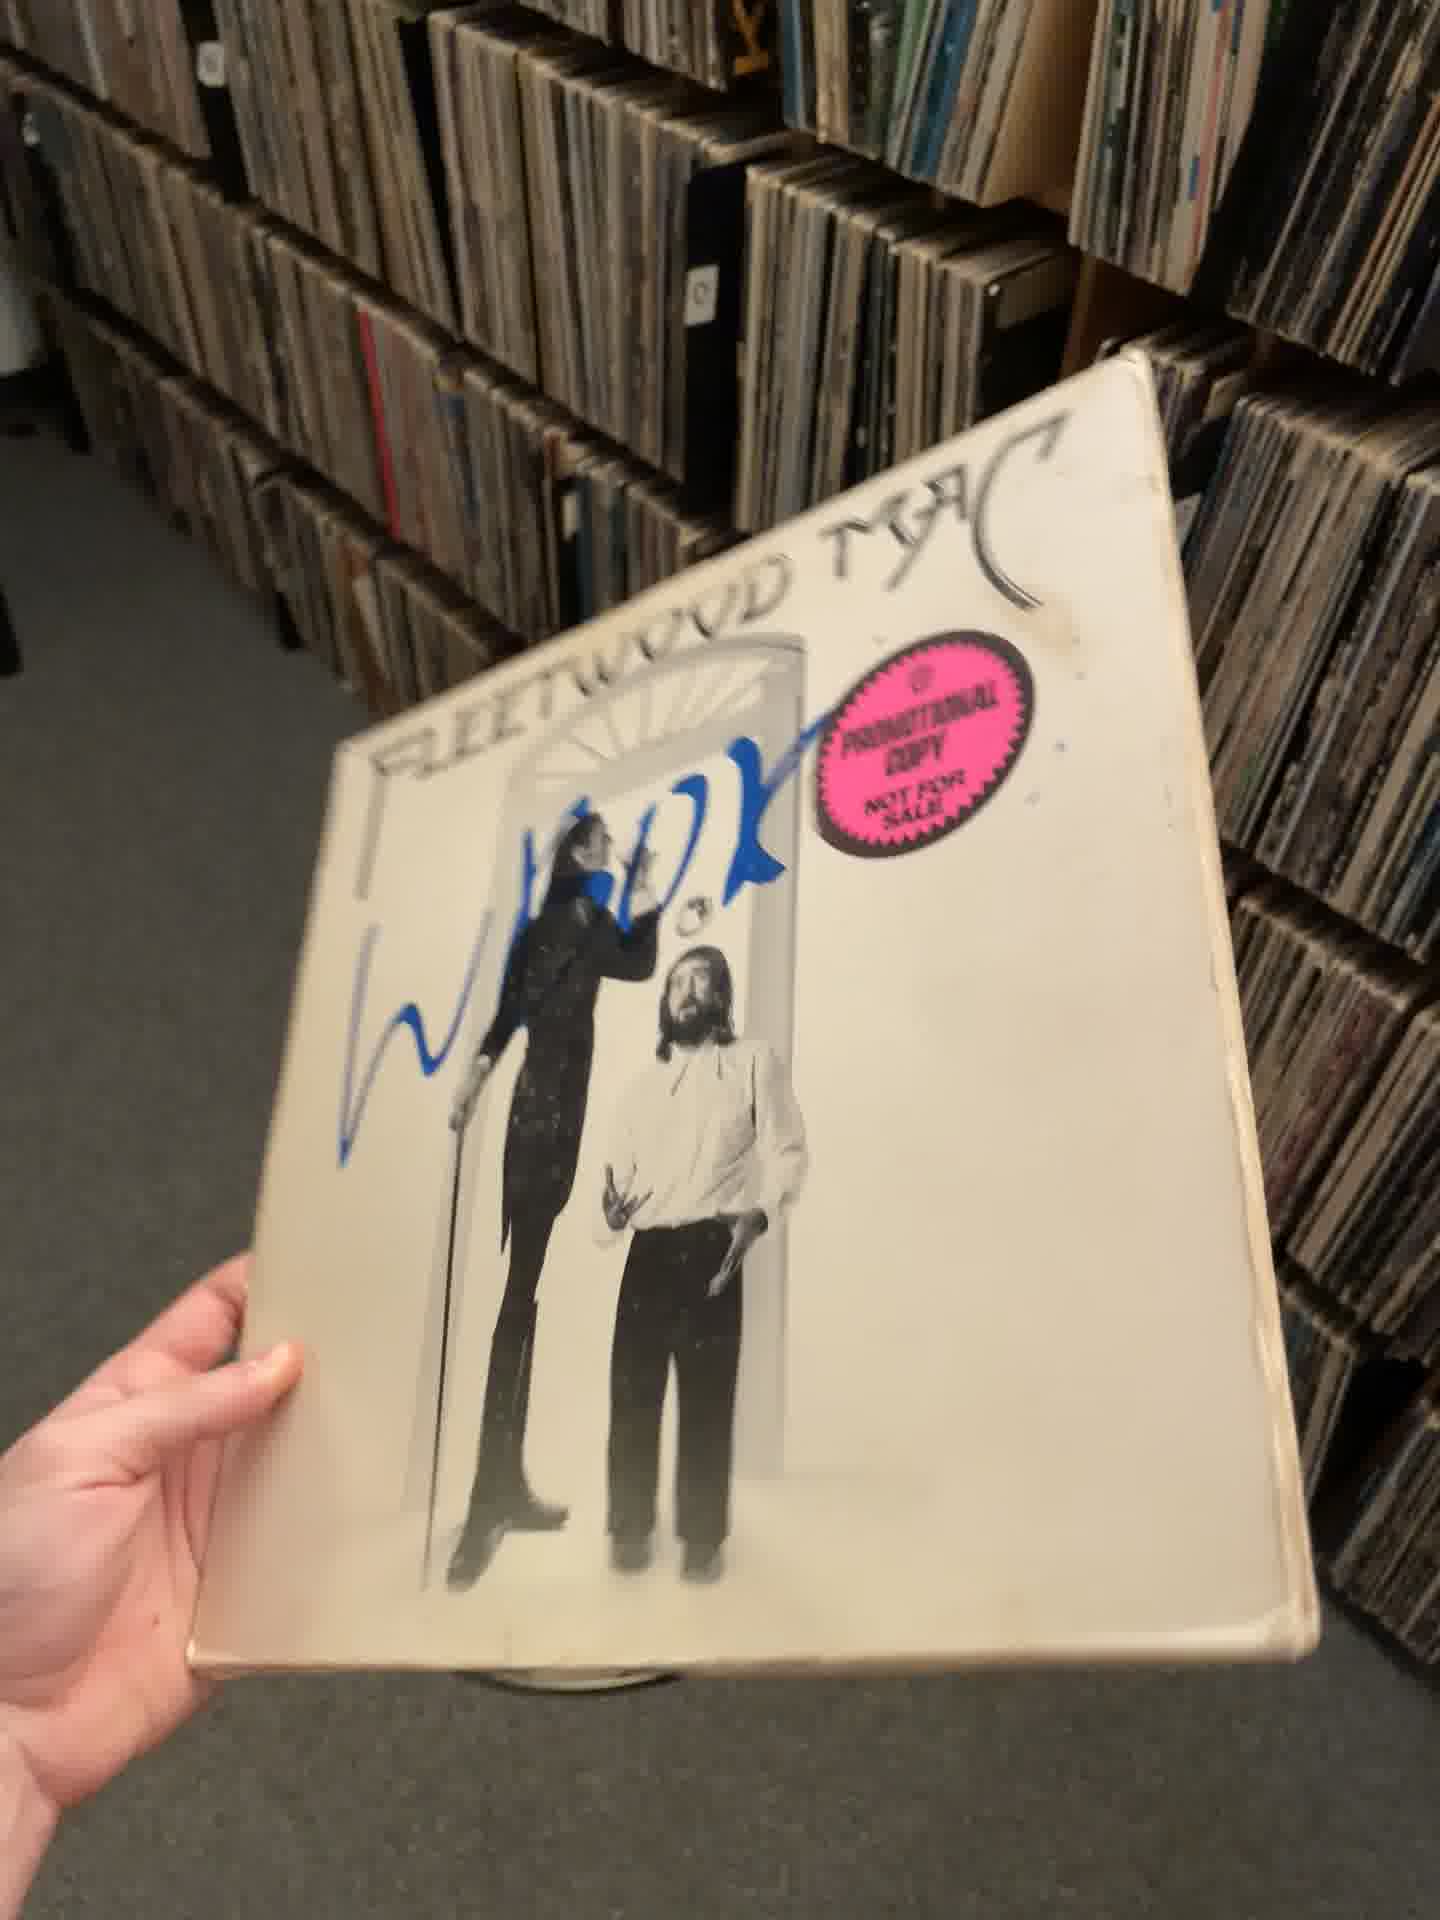 FLEETWOOD MAC
PROMOTIONAL
COPY
NOT FOR
SALE